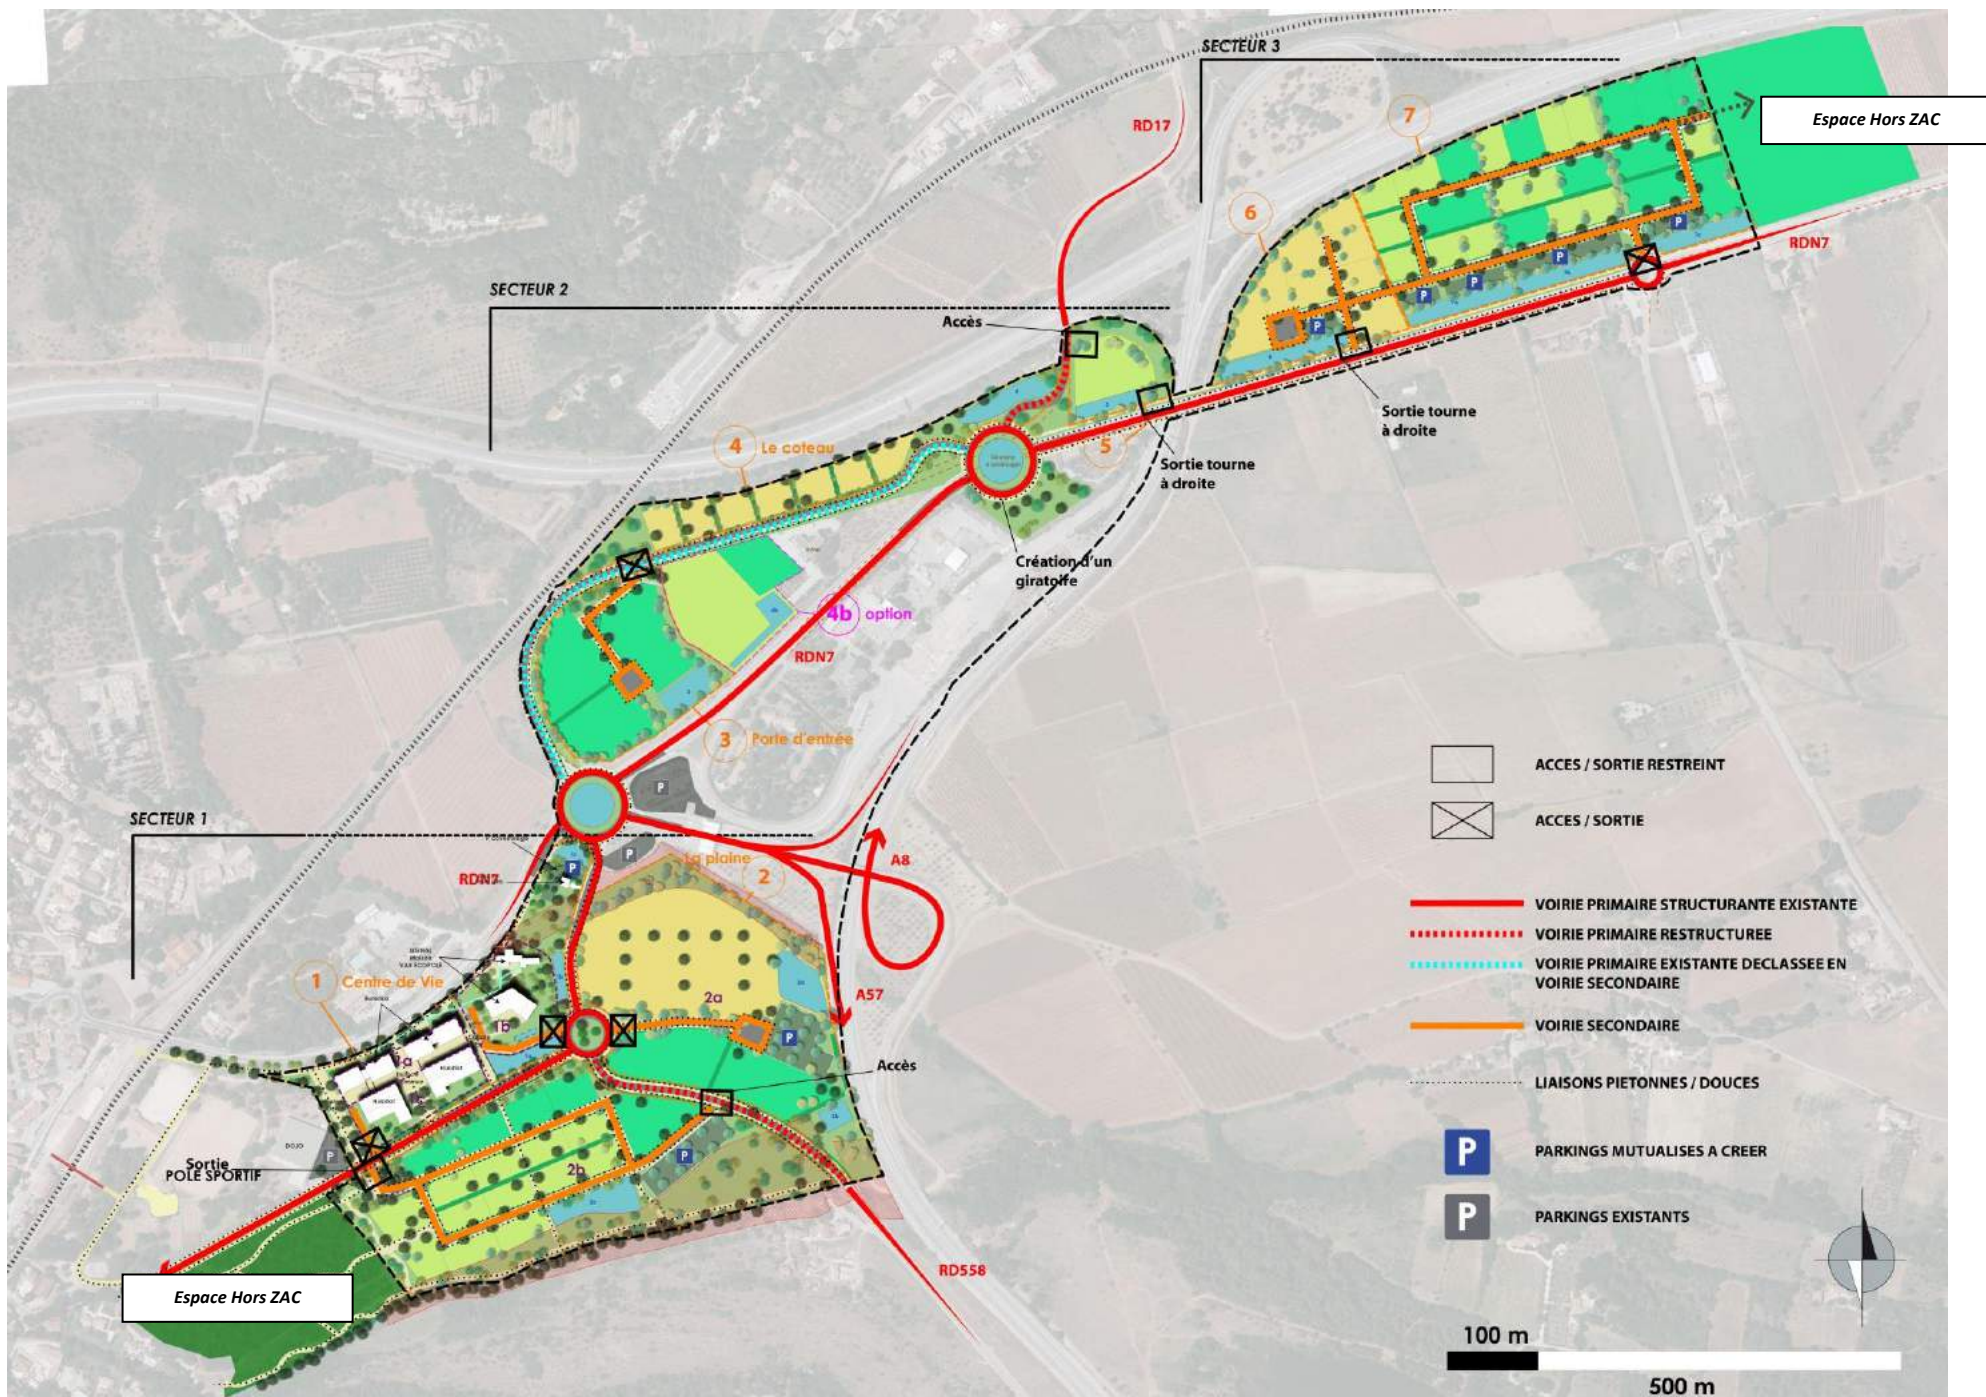 SECTEUR 3
RD17
7
Espace Hors ZAC
6
P
RDN7
P
P
P
P
SECTEUR 2
Accès
Sortie tourne
à droite
4 Le coteau
5
Sortie tourne
à droite
Création d'un
giratoire
4b option
RDN7
3 Porte d'entrée
P
SECTEUR 1
P
P
La plaine
2
A8
RDN7
A57
1 Centre de Vie
2a
1b
P
Accès
1a
DOJO
P
Sortie
POLE SPORTIF
2b
P
RD558
Espace Hors ZAC
ACCES / SORTIE RESTREINT
ACCES / SORTIE
VOIRIE PRIMAIRE STRUCTURANTE EXISTANTE
VOIRIE PRIMAIRE RESTRUCTUREE
VOIRIE PRIMAIRE EXISTANTE DECLASSEE EN
VOIRIE SECONDAIRE
VOIRIE SECONDAIRE
LIAISONS PIETONNES / DOUCES
P PARKINGS MUTUALISES A CREER
P PARKINGS EXISTANTS
100 m
500 m